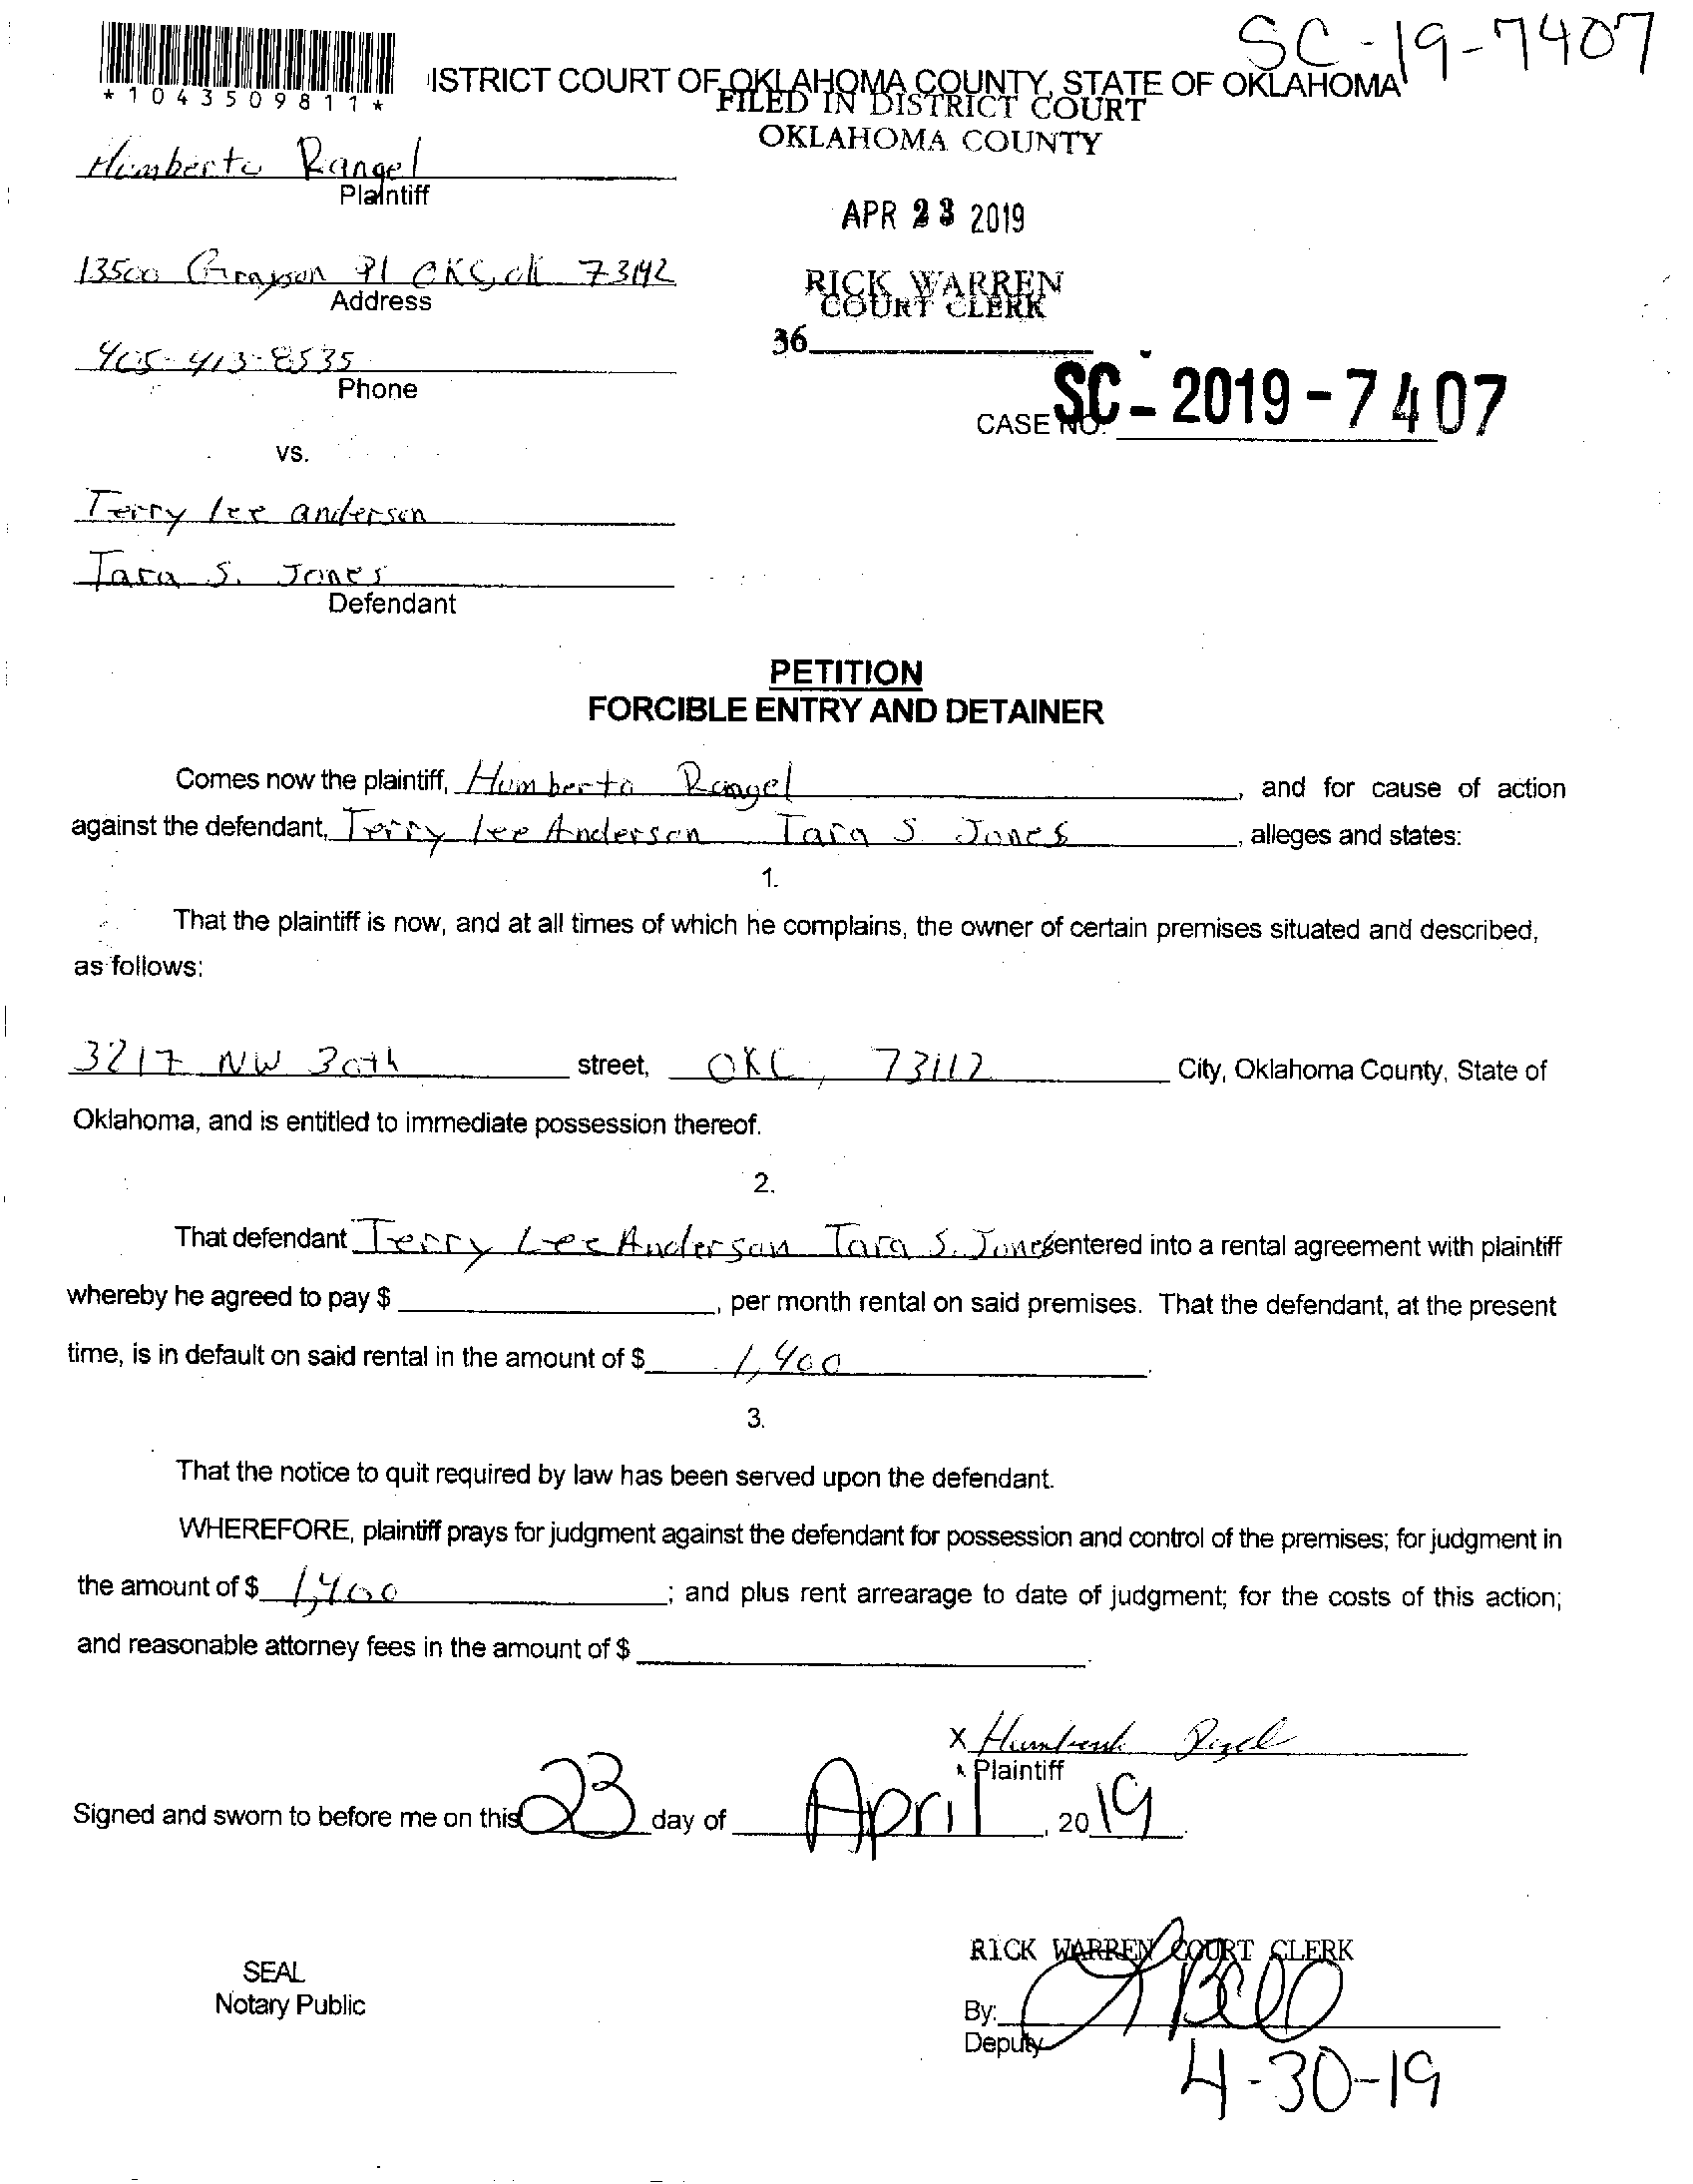 SC-19-7407
*1043509811*
ISTRICT COURT OF OKLAHOMA COUNTY, STATE OF OKLAHOMA
FILED IN DISTRICT COURT
OKLAHOMA COUNTY
Humberto Rangel
Plaintiff
APR 23 2019
13500 Grayson Pl OKC, ok 73142
Address
RICK WARREN
COURT CLERK
36
405-413-8535
Phone
CASE NO. SC-2019-7407
vs.
Terry lee anderson
Tara S. Jones
Defendant
PETITION
FORCIBLE ENTRY AND DETAINER
Comes now the plaintiff, Humberto Rangel, and for cause of action
against the defendant, Terry lee Anderson Tara S Jones, alleges and states:
1.
That the plaintiff is now, and at all times of which he complains, the owner of certain premises situated and described,
as follows:
3217 NW 30th street, OKC, 73112 City, Oklahoma County, State of
Oklahoma, and is entitled to immediate possession thereof.
2.
That defendant Terry Lee Anderson Tara S. Jones entered into a rental agreement with plaintiff
whereby he agreed to pay $ , per month rental on said premises. That the defendant, at the present
time, is in default on said rental in the amount of $ 1,400.
3.
That the notice to quit required by law has been served upon the defendant.
WHEREFORE, plaintiff prays for judgment against the defendant for possession and control of the premises; for judgment in
the amount of $ 1,400; and plus rent arrearage to date of judgment; for the costs of this action;
and reasonable attorney fees in the amount of $ .
X Humberto Rangel
Plaintiff
Signed and sworn to before me on this 23 day of April, 2019.
RICK WARREN COURT CLERK
SEAL
Notary Public
By:
Deputy
4-30-19